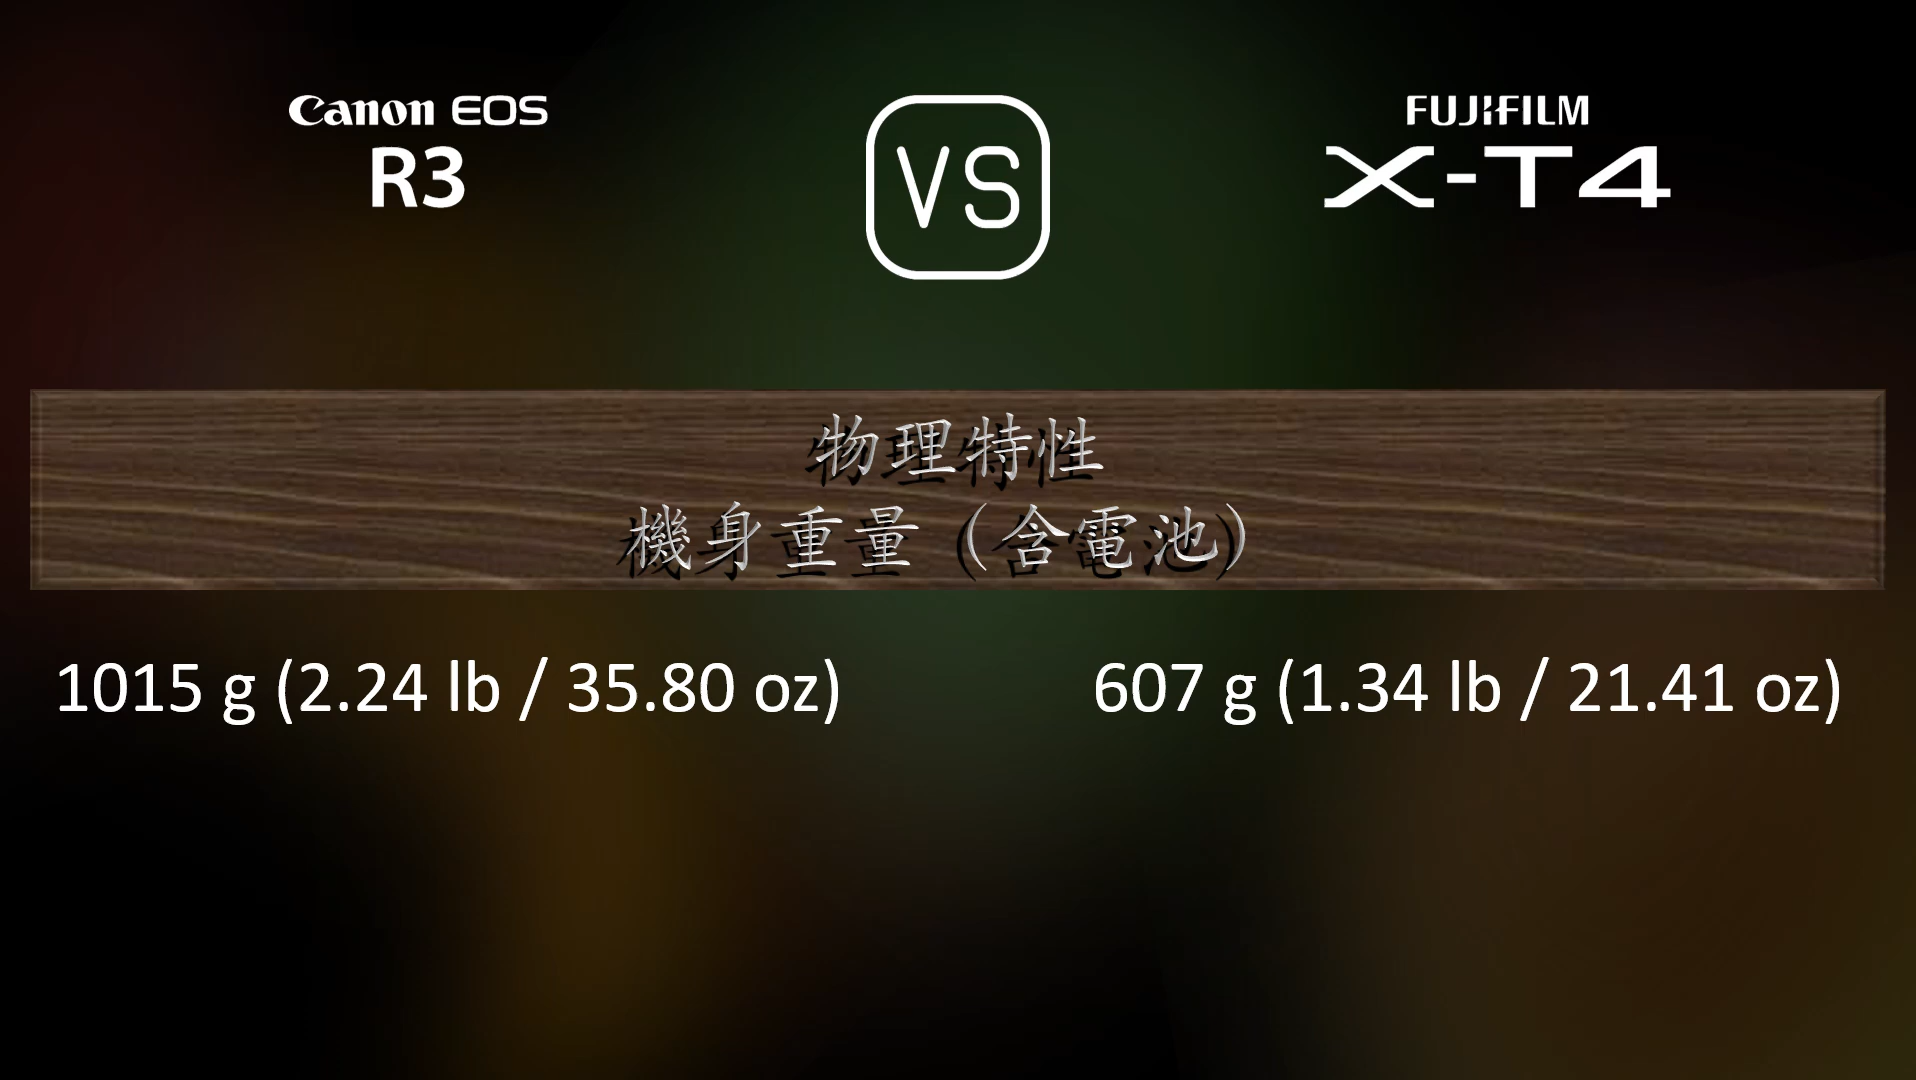 Canon EOS
R3
VS
FUJIFILM
X-T4
物理特性
機身重量（含電池）
1015 g (2.24 lb / 35.80 oz)
607 g (1.34 lb / 21.41 oz)